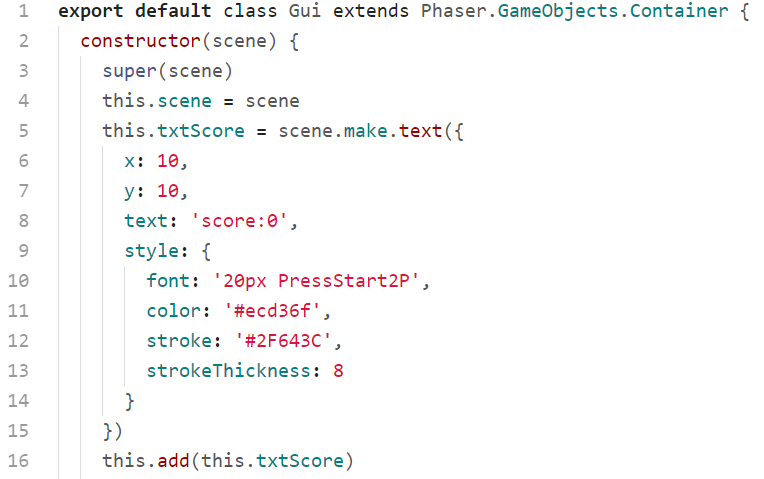 1 export default class Gui extends Phaser.GameObjects.Container {
2 constructor(scene) {
3 super(scene)
4 this.scene = scene
5 this.txtScore = scene.make.text({
6 x: 10,
7 y: 10,
8 text: 'score:0',
9 style: {
10 font: '20px PressStart2P',
11 color: '#ecd36f',
12 stroke: '#2F643C',
13 strokeThickness: 8
14 }
15 })
16 this.add(this.txtScore)